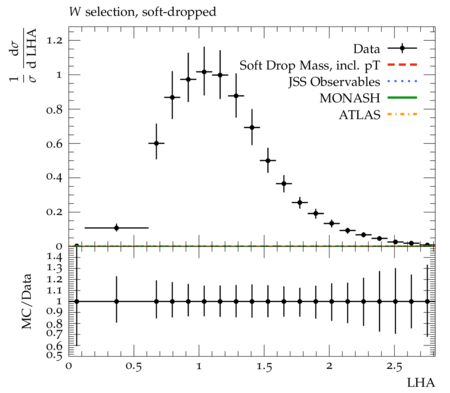 W selection, soft-dropped
1/σ dσ/d LHA
1.2
1
0.8
0.6
0.4
0.2
0
Data
Soft Drop Mass, incl. pT
JSS Observables
MONASH
ATLAS
MC/Data
1.4
1.3
1.2
1.1
1
0.9
0.8
0.7
0.6
0.5
0 0.5 1 1.5 2 2.5
LHA